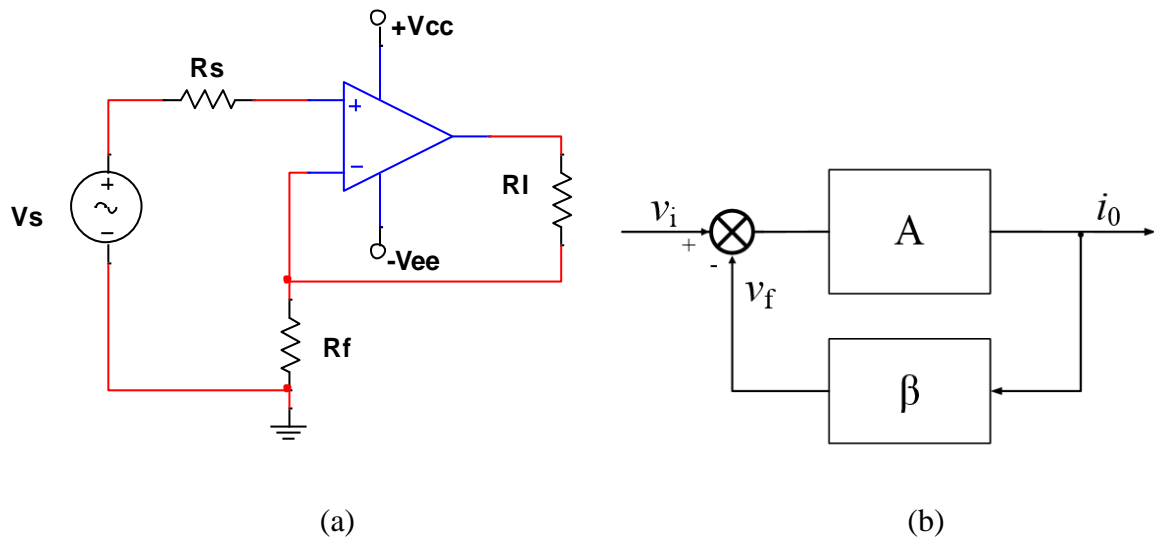 +Vcc
Rs
+
−
Rl
Vs
+
−
-Vee
Rf
(a)
vi
+
-
A
i0
vf
β
(b)